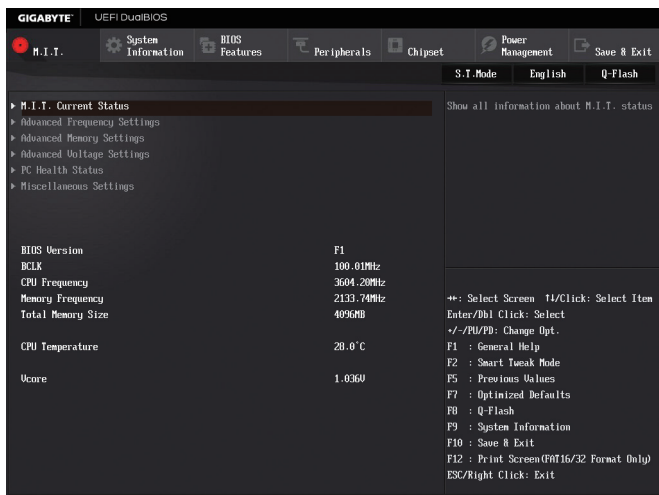 GIGABYTE™ UEFI DualBIOS
M.I.T.
System Information
BIOS Features
Peripherals
Chipset
Power Management
Save & Exit
S.T.Mode English Q-Flash
M.I.T. Current Status
Advanced Frequency Settings
Advanced Memory Settings
Advanced Voltage Settings
PC Health Status
Miscellaneous Settings
Show all information about M.I.T. status
BIOS Version F1
BCLK 100.01MHz
CPU Frequency 3604.20MHz
Memory Frequency 2133.74MHz
Total Memory Size 4096MB
CPU Temperature 28.0°C
Vcore 1.036V
→←: Select Screen ↑↓/Click: Select Item
Enter/Dbl Click: Select
+/-/PU/PD: Change Opt.
F1 : General Help
F2 : Smart Tweak Mode
F5 : Previous Values
F7 : Optimized Defaults
F8 : Q-Flash
F9 : System Information
F10 : Save & Exit
F12 : Print Screen(FAT16/32 Format Only)
ESC/Right Click: Exit